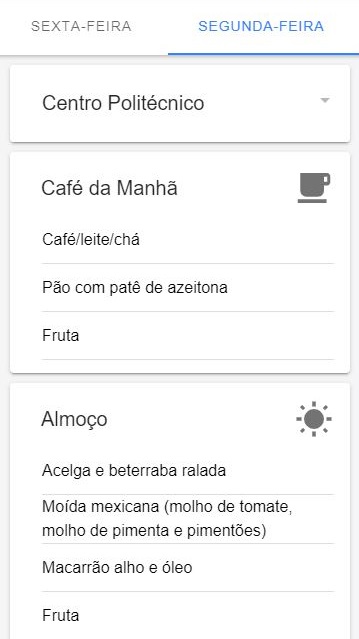 SEXTA-FEIRA
SEGUNDA-FEIRA
Centro Politécnico
Café da Manhã
Café/leite/chá
Pão com patê de azeitona
Fruta
Almoço
Acelga e beterraba ralada
Moída mexicana (molho de tomate,
molho de pimenta e pimentões)
Macarrão alho e óleo
Fruta